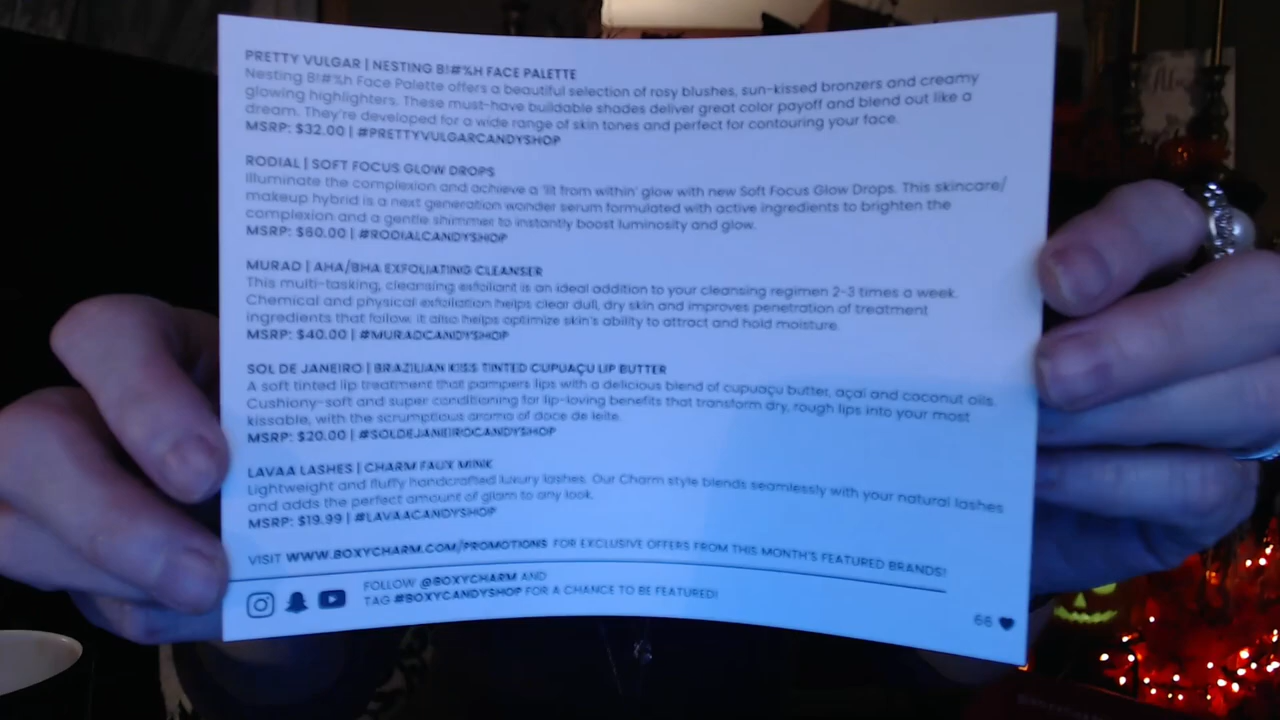 PRETTY VULGAR | NESTING B!#%H FACE PALETTE
Nesting B!#%h Face Palette offers a beautiful selection of rosy blushes, sun-kissed bronzers and creamy
glowing highlighters. These must-have buildable shades deliver great color payoff and blend out like a
dream. They're developed for a wide range of skin tones and perfect for contouring your face.
MSRP: $32.00 | #PRETTYVULGARCANDYSHOP
RODIAL | SOFT FOCUS GLOW DROPS
Illuminate the complexion and achieve a 'lit from within' glow with new Soft Focus Glow Drops. This skincare/
makeup hybrid is a next generation wonder serum formulated with active ingredients to brighten the
complexion and a gentle shimmer to instantly boost luminosity and glow.
MSRP: $60.00 | #RODIALCANDYSHOP
MURAD | AHA/BHA EXFOLIATING CLEANSER
This multi-tasking, cleansing exfoliant is an ideal addition to your cleansing regimen 2-3 times a week.
Chemical and physical exfoliation helps clear dull, dry skin and improves penetration of treatment
ingredients that follow; it also helps optimize skin's ability to attract and hold moisture.
MSRP: $40.00 | #MURADCANDYSHOP
SOL DE JANEIRO | BRAZILIAN KISS TINTED CUPUAÇU LIP BUTTER
A soft tinted lip treatment that pampers lips with a delicious blend of cupuaçu butter, açaí and coconut oils.
Cushiony-soft and super conditioning for lip-loving benefits that transform dry, rough lips into your most
kissable, with the scrumptious aroma of doce de leite.
MSRP: $20.00 | #SOLDEJANEIROCANDYSHOP
LAVAA LASHES | CHARM FAUX MINK
Lightweight and fluffy handcrafted luxury lashes. Our Charm style blends seamlessly with your natural lashes
and adds the perfect amount of glam to any look.
MSRP: $19.99 | #LAVAACANDYSHOP
VISIT WWW.BOXYCHARM.COM/PROMOTIONS FOR EXCLUSIVE OFFERS FROM THIS MONTH'S FEATURED BRANDS!
FOLLOW @BOXYCHARM AND
TAG #BOXYCANDYSHOP FOR A CHANCE TO BE FEATURED!
66